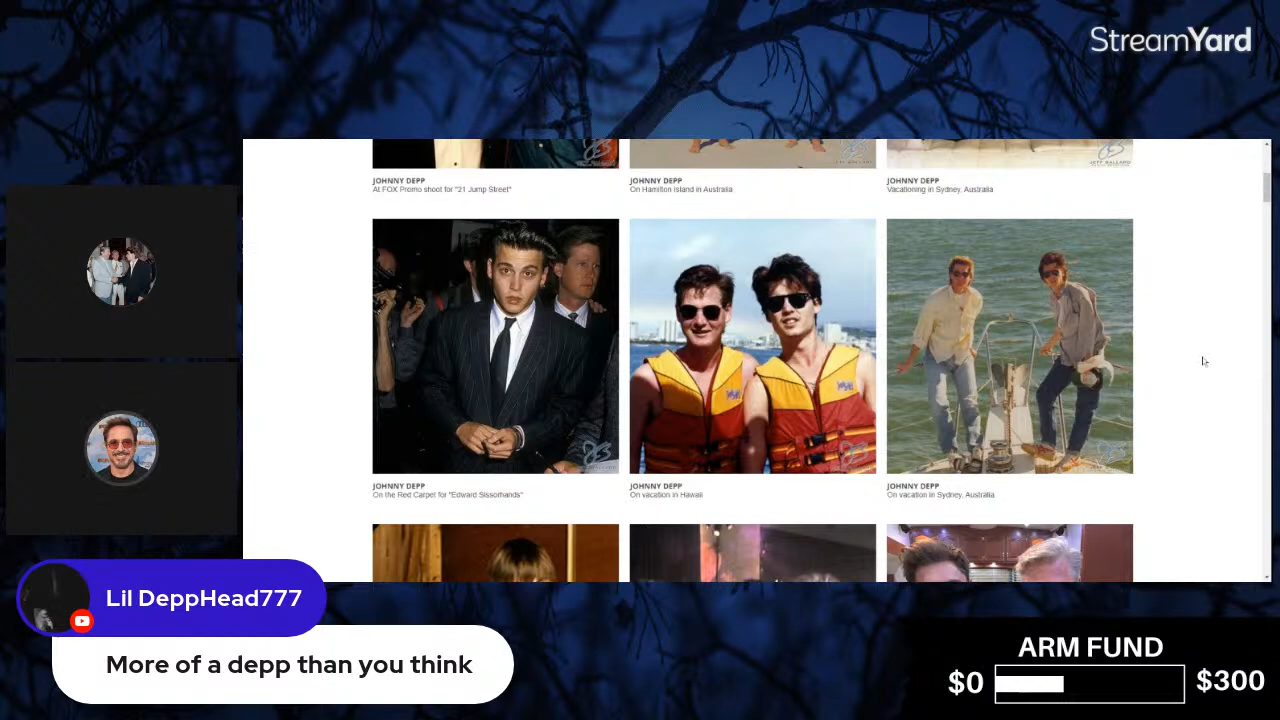 StreamYard
JEFF BALLARD
JOHNNY DEPP
At FOX Promo shoot for "21 Jump Street"
JOHNNY DEPP
On Hamilton Island in Australia
JOHNNY DEPP
Vacationing in Sydney, Australia
JOHNNY DEPP
On the Red Carpet for "Edward Sissorhands"
JOHNNY DEPP
On vacation in Hawaii
JOHNNY DEPP
On vacation in Sydney, Australia
Lil DeppHead777
More of a depp than you think
ARM FUND
$0
$300